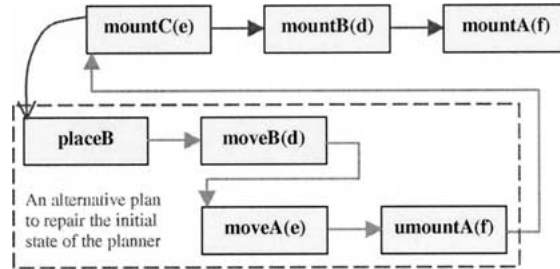 mountC(e) mountB(d) mountA(f)
placeB moveB(d)
An alternative plan
to repair the initial
state of the planner
moveA(e) umountA(f)